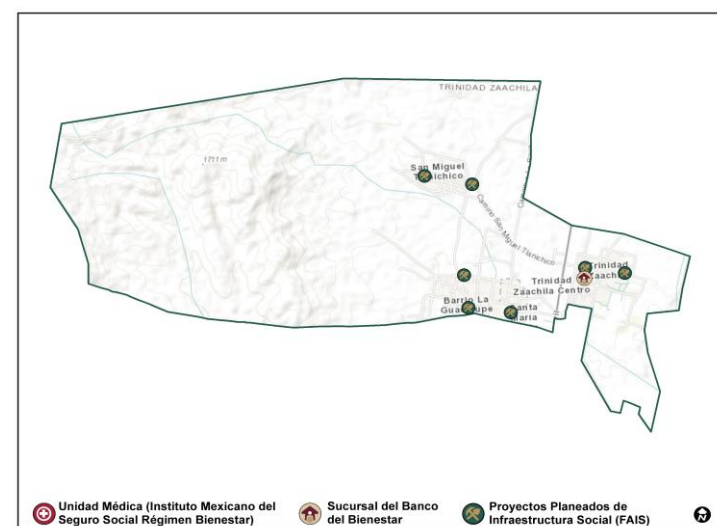 TRINIDAD ZAACHILA
1711 m
San Miguel
Camino San Miguel Tlanichico
Trinidad
Trinidad
Zaachila Centro
Barrio La
Unidad Médica (Instituto Mexicano del
Seguro Social Régimen Bienestar)
Sucursal del Banco
del Bienestar
Proyectos Planeados de
Infraestructura Social (FAIS)